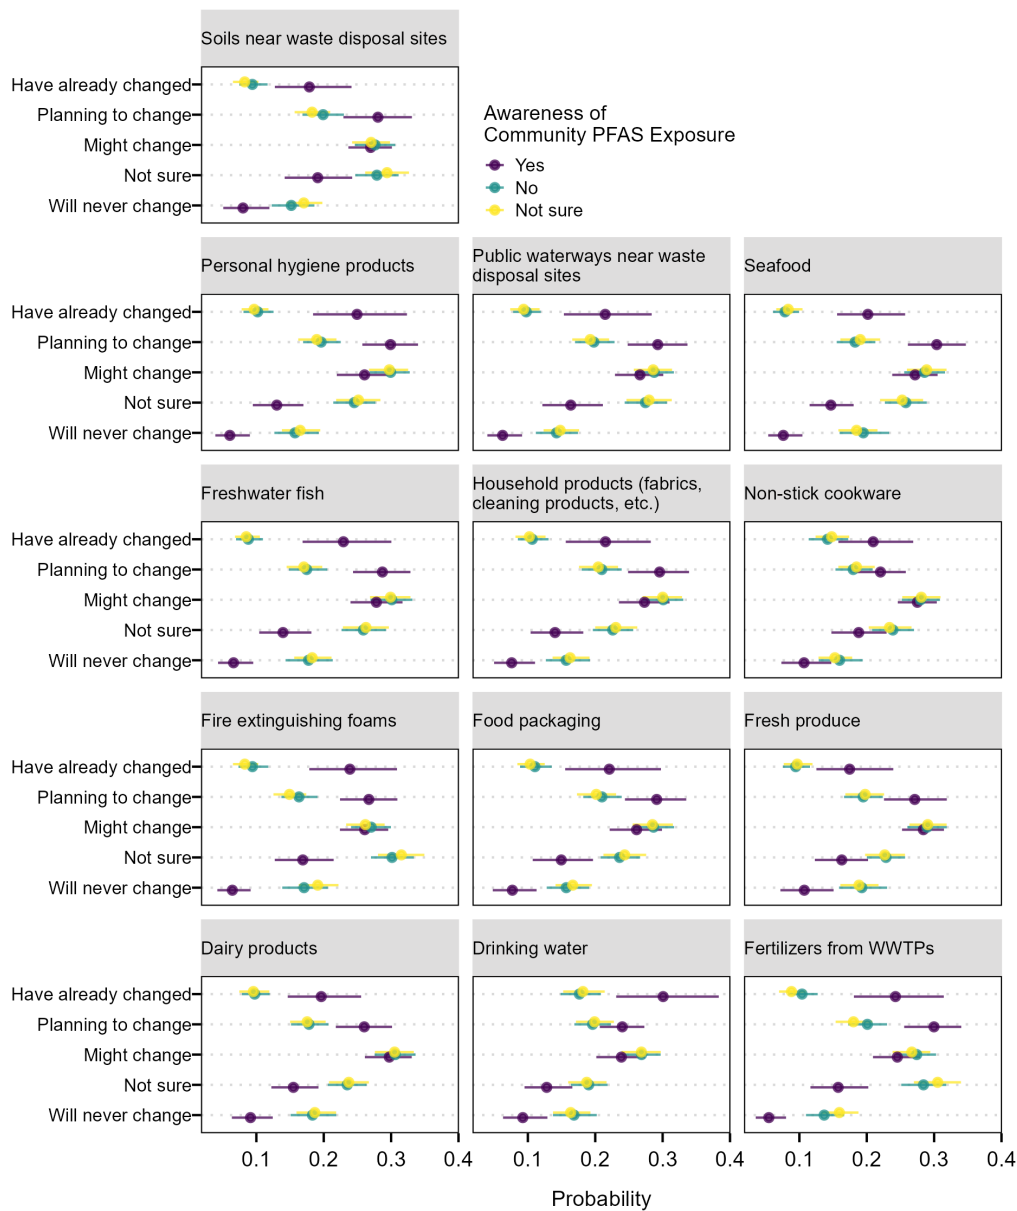 Soils near waste disposal sites
Have already changed
Planning to change
Might change
Not sure
Will never change
Awareness of
Community PFAS Exposure
Yes
No
Not sure
Personal hygiene products
Public waterways near waste
disposal sites
Seafood
Have already changed
Planning to change
Might change
Not sure
Will never change
Freshwater fish
Household products (fabrics,
cleaning products, etc.)
Non-stick cookware
Have already changed
Planning to change
Might change
Not sure
Will never change
Fire extinguishing foams
Food packaging
Fresh produce
Have already changed
Planning to change
Might change
Not sure
Will never change
Dairy products
Drinking water
Fertilizers from WWTPs
Have already changed
Planning to change
Might change
Not sure
Will never change
0.1 0.2 0.3 0.4
0.1 0.2 0.3 0.4
0.1 0.2 0.3 0.4
Probability